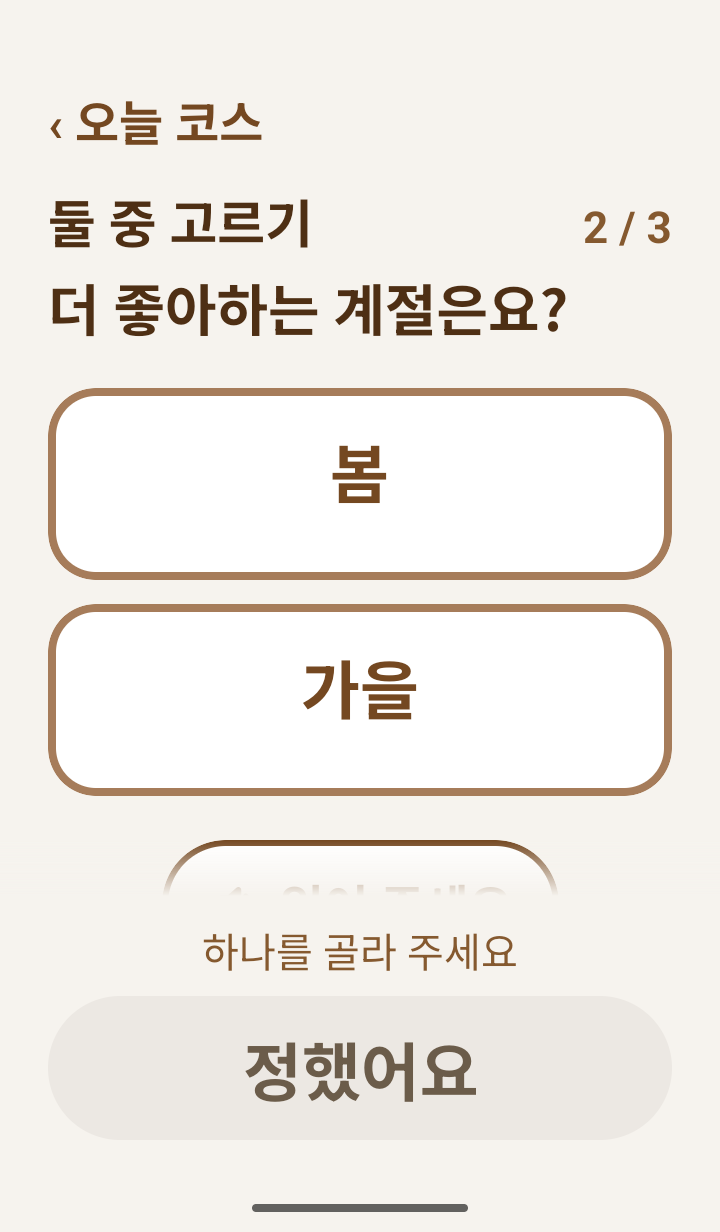 ‹ 오늘 코스
둘 중 고르기
2 / 3
더 좋아하는 계절은요?
봄
가을
하나를 골라 주세요
정했어요